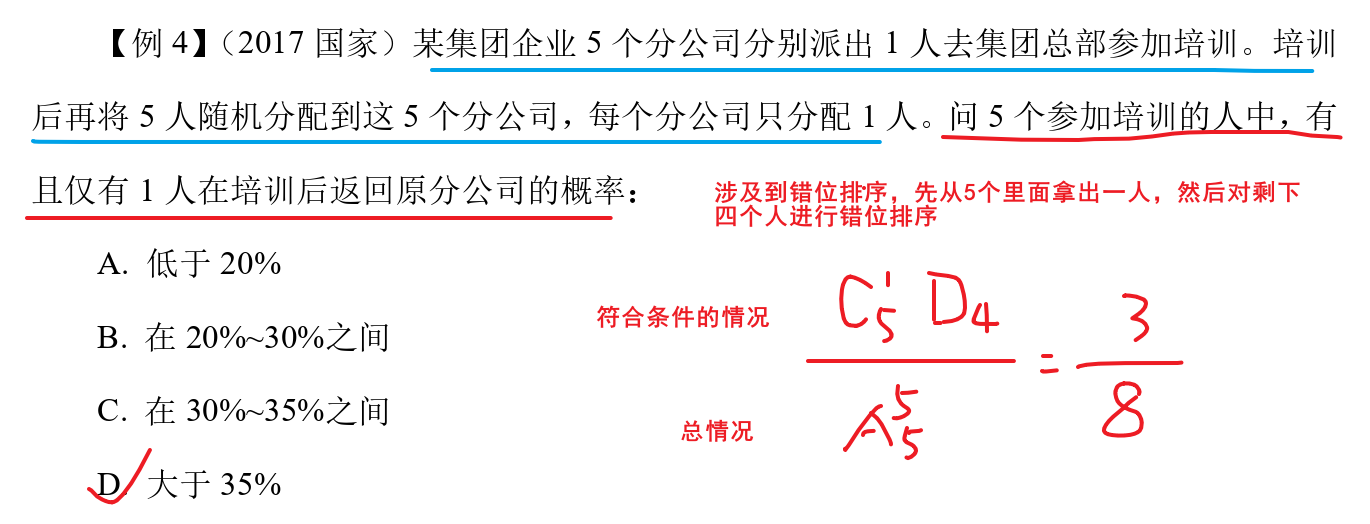 【例 4】（2017 国家）某集团企业 5 个分公司分别派出 1 人去集团总部参加培训。培训
后再将 5 人随机分配到这 5 个分公司，每个分公司只分配 1 人。问 5 个参加培训的人中，有
且仅有 1 人在培训后返回原分公司的概率：
涉及到错位排序，先从5个里面拿出一人，然后对剩下
四个人进行错位排序
A. 低于 20%
B. 在 20%~30%之间
C. 在 30%~35%之间
D. 大于 35%
符合条件的情况
总情况
C₅¹ D₄
A₅⁵
=
3
8